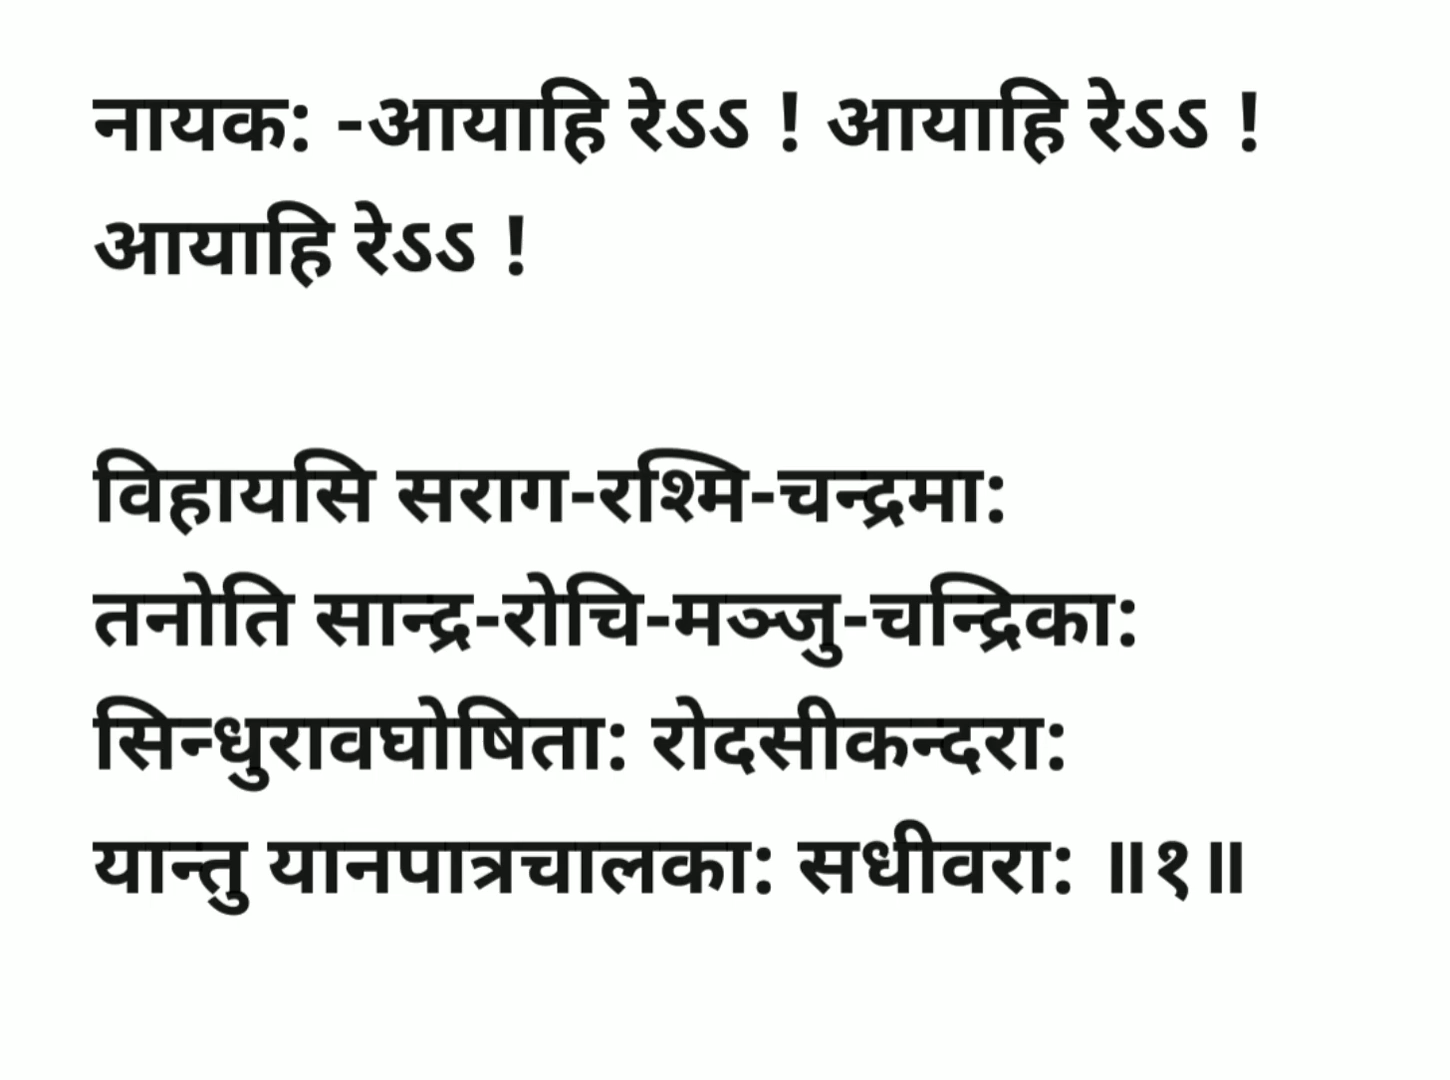 नायक: -आयाहि रेऽऽ ! आयाहि रेऽऽ !
आयाहि रेऽऽ !
विहायसि सराग-रश्मि-चन्द्रमा:
तनोति सान्द्र-रोचि-मञ्जु-चन्द्रिका:
सिन्धुरावघोषिता: रोदसीकन्दरा:
यान्तु यानपात्रचालका: सधीवरा: ॥१॥